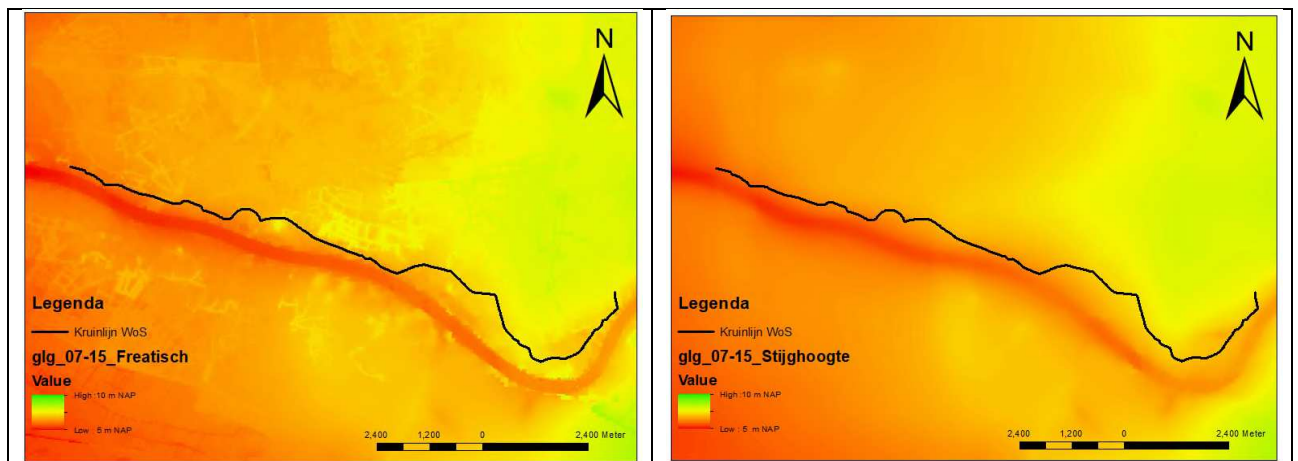 N
Legenda
Kruinlijn WoS
glg_07-15_Freatisch
Value
High :10 m NAP
Low : 5 m NAP
2,400 1,200 0 2,400 Meter
N
Legenda
Kruinlijn WoS
glg_07-15_Stijghoogte
Value
High :10 m NAP
Low : 5 m NAP
2,400 1,200 0 2,400 Meter